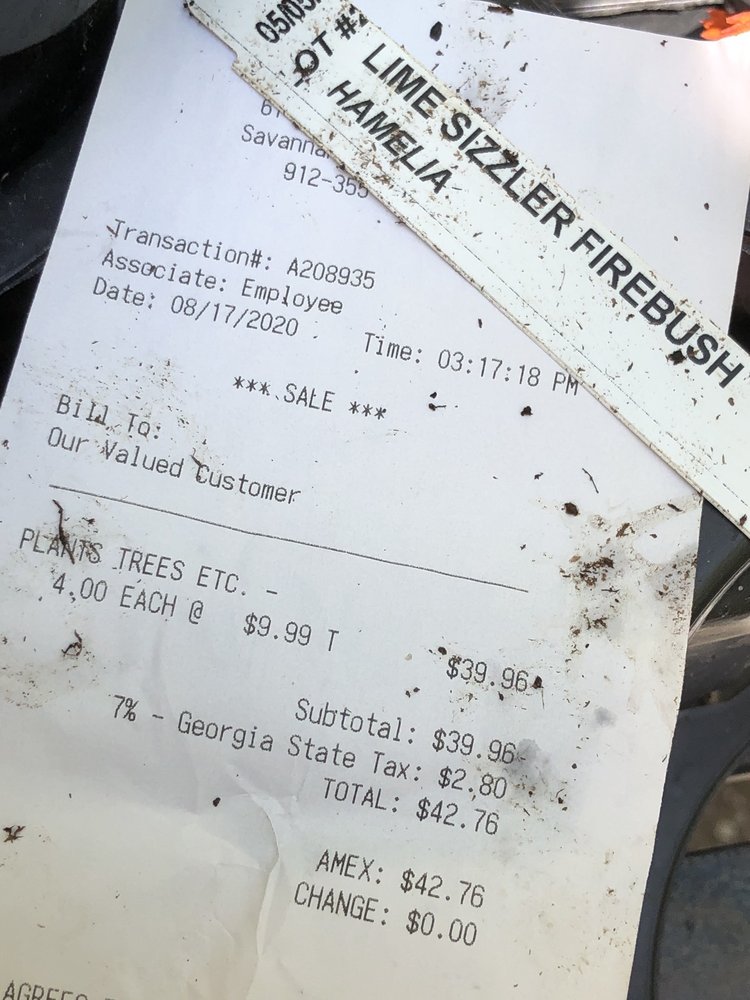 LIME SIZZLER FIREBUSH
HAMELIA
Savanna
912-355
Transaction#: A208935
Associate: Employee
Date: 08/17/2020 Time: 03:17:18 PM
*** SALE ***
Bill To:
Our Valued Customer
PLANTS TREES ETC. -
4.00 EACH @ $9.99 T $39.96
Subtotal: $39.96
7% - Georgia State Tax: $2.80
TOTAL: $42.76
AMEX: $42.76
CHANGE: $0.00